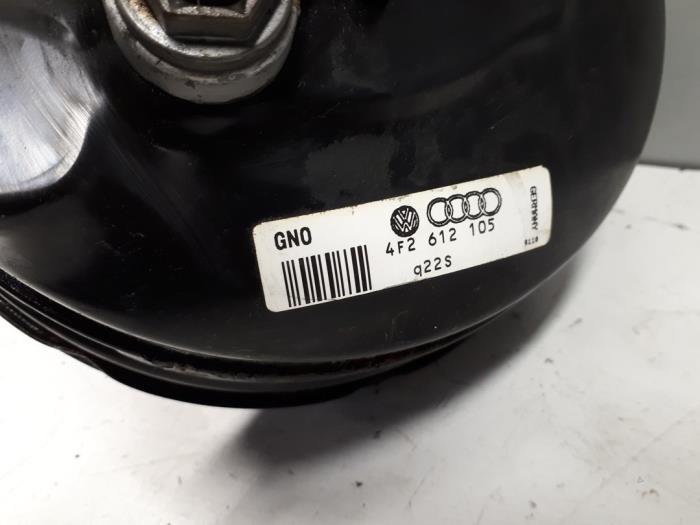 GNO
4F2 612 105
q22S
GERMANY